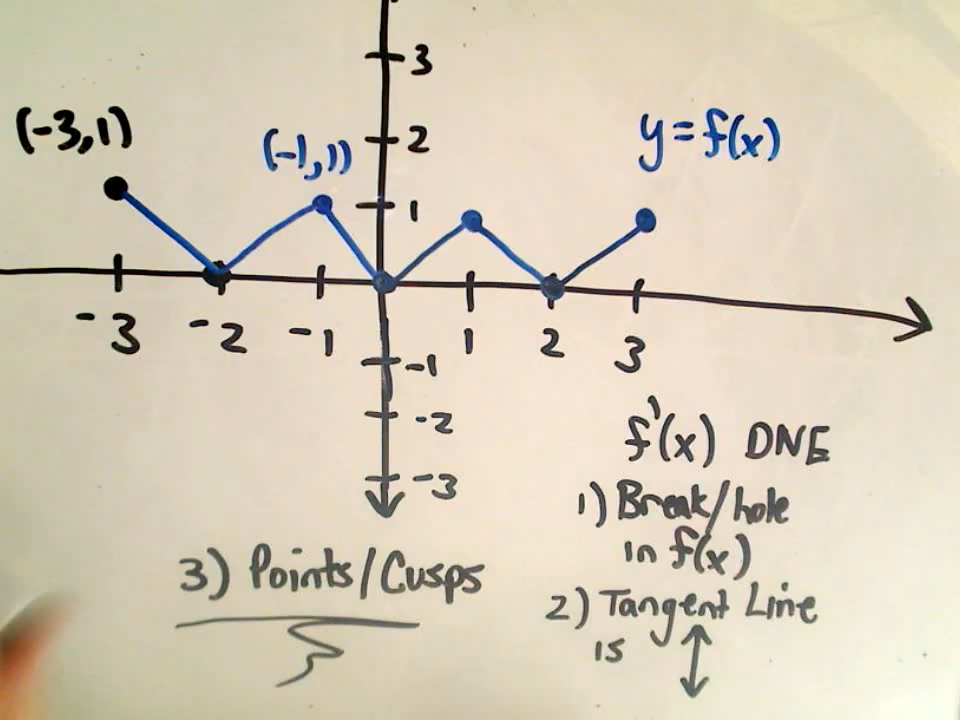 3
(-3,1)
2
(-1,1)
y=f(x)
1
-3 -2 -1 1 2 3
-1
-2
-3
f'(x) DNE
1) Break/hole
in f(x)
2) Tangent Line
is ↕
3) Points/Cusps